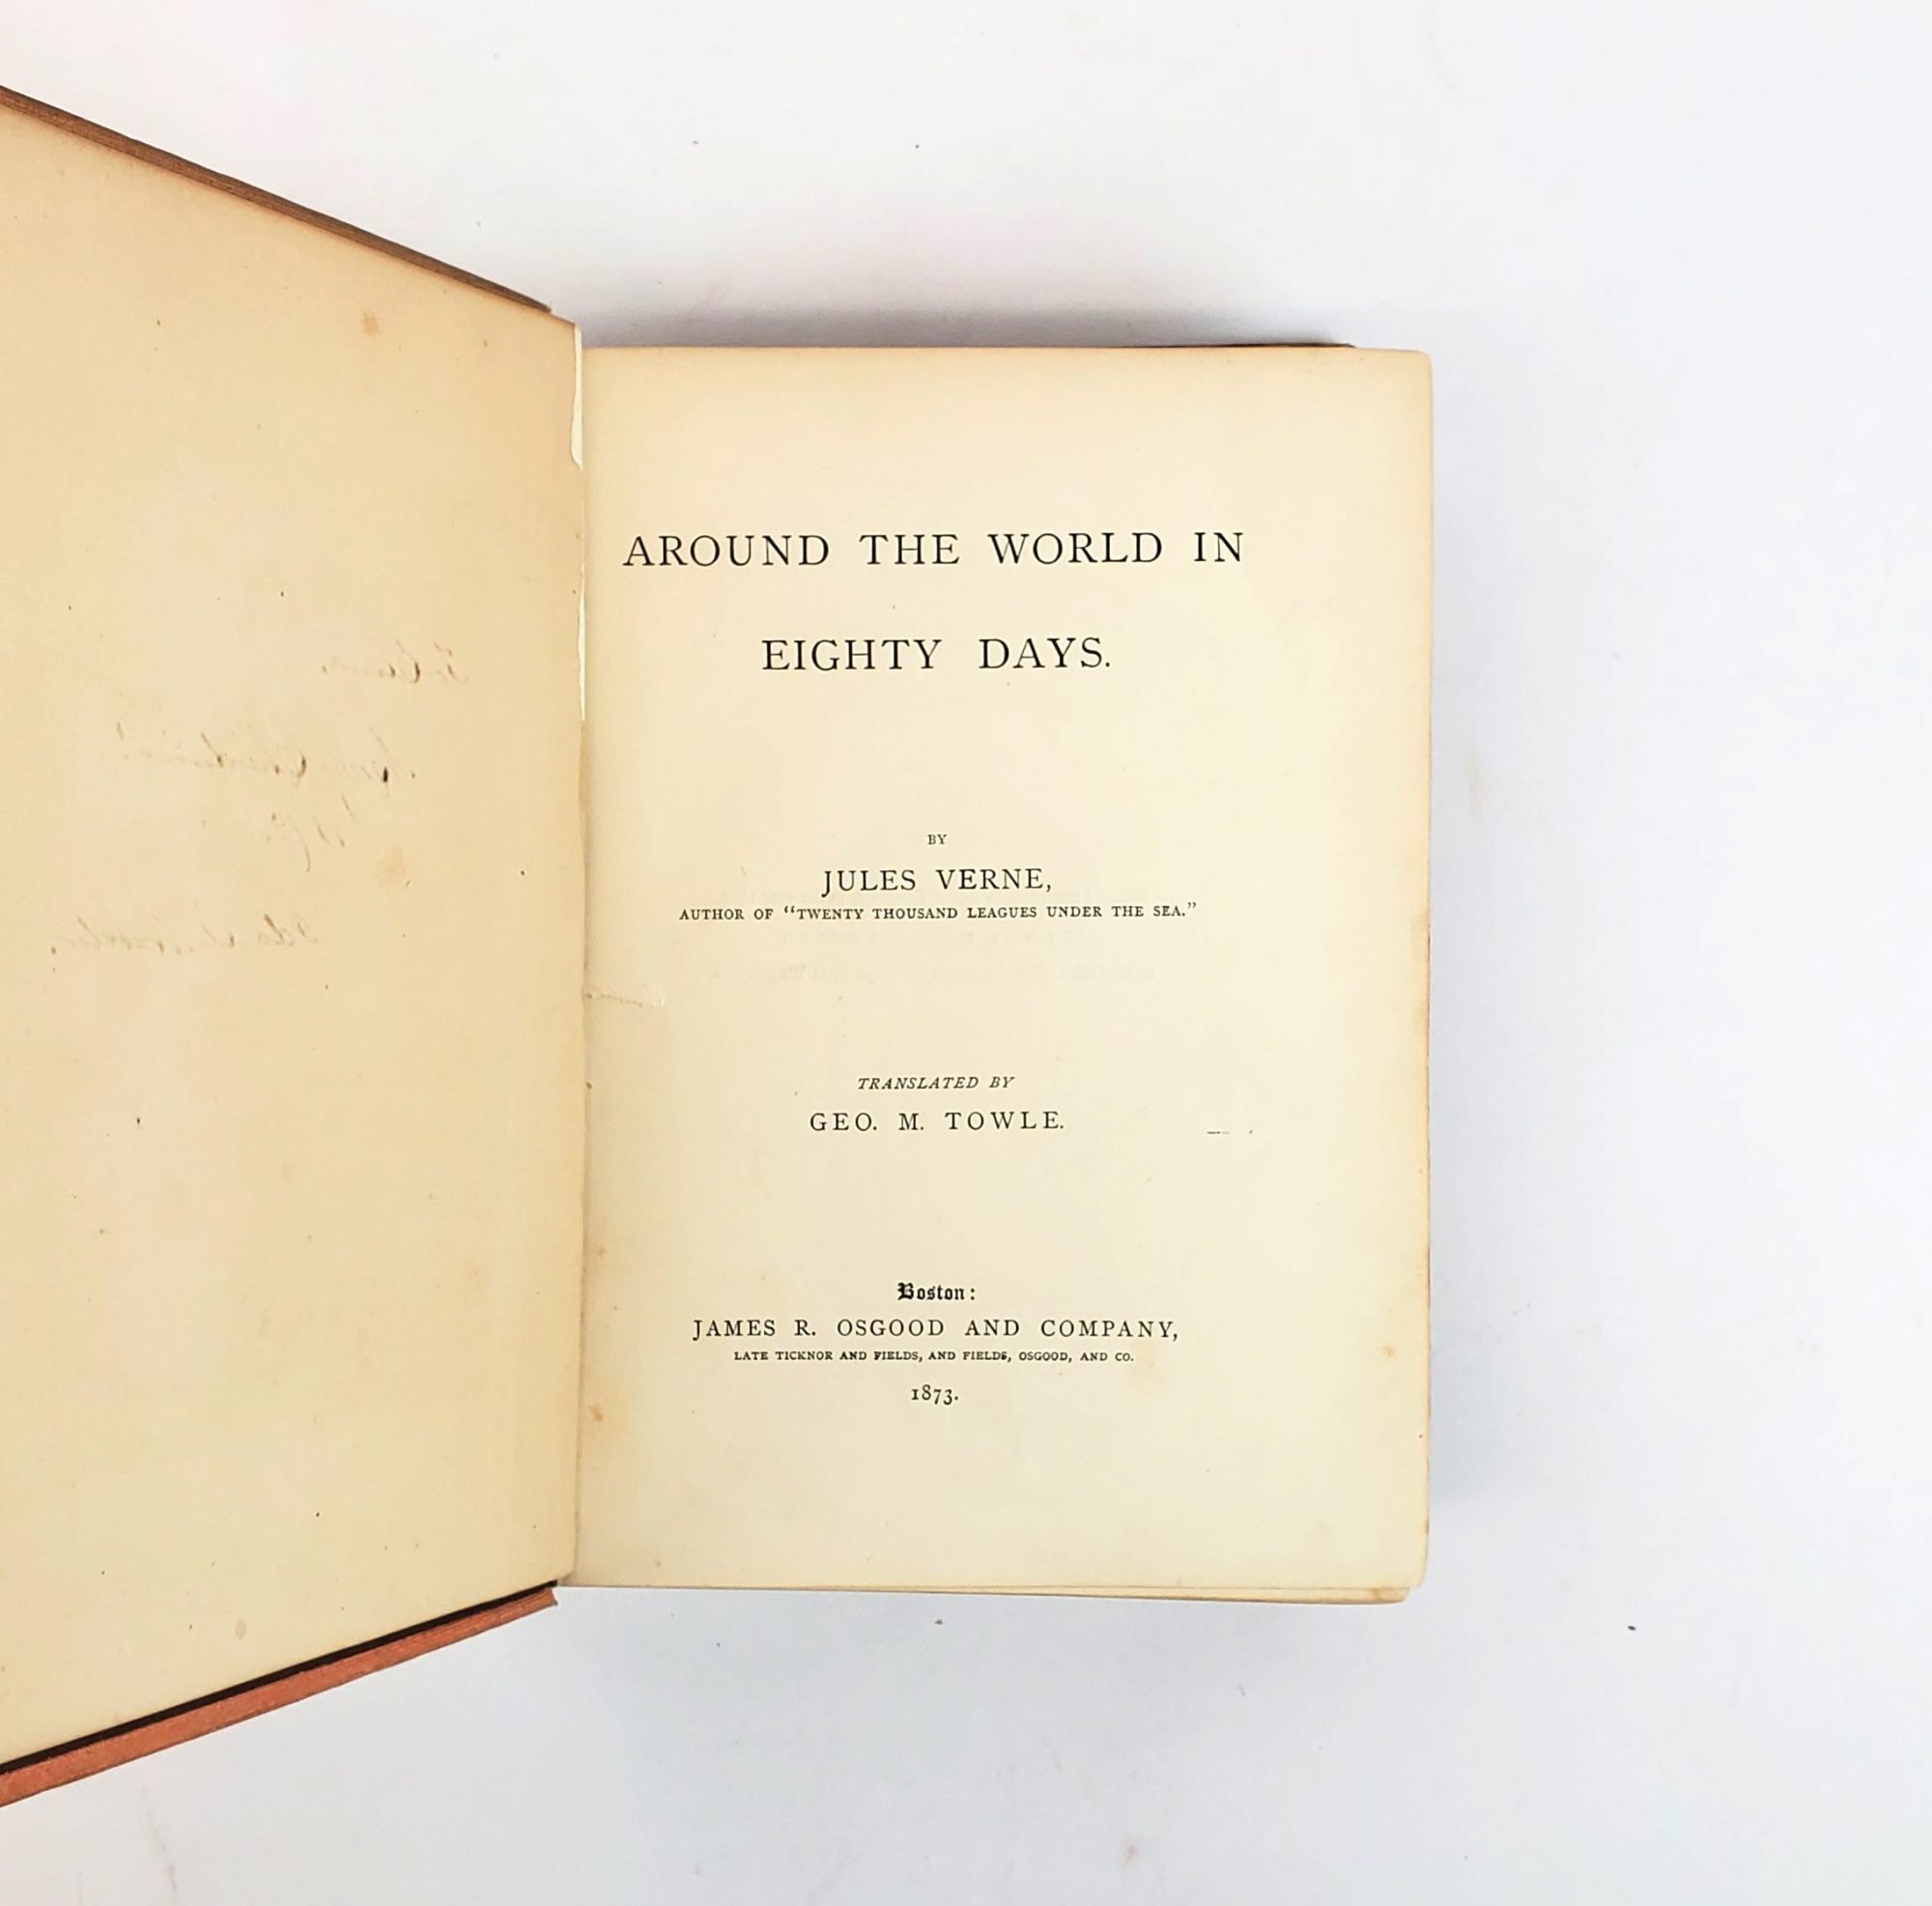 AROUND THE WORLD IN
EIGHTY DAYS.
BY
JULES VERNE,
AUTHOR OF "TWENTY THOUSAND LEAGUES UNDER THE SEA."
TRANSLATED BY
GEO. M. TOWLE.
Boston:
JAMES R. OSGOOD AND COMPANY,
LATE TICKNOR AND FIELDS, AND FIELDS, OSGOOD, AND CO.
1873.